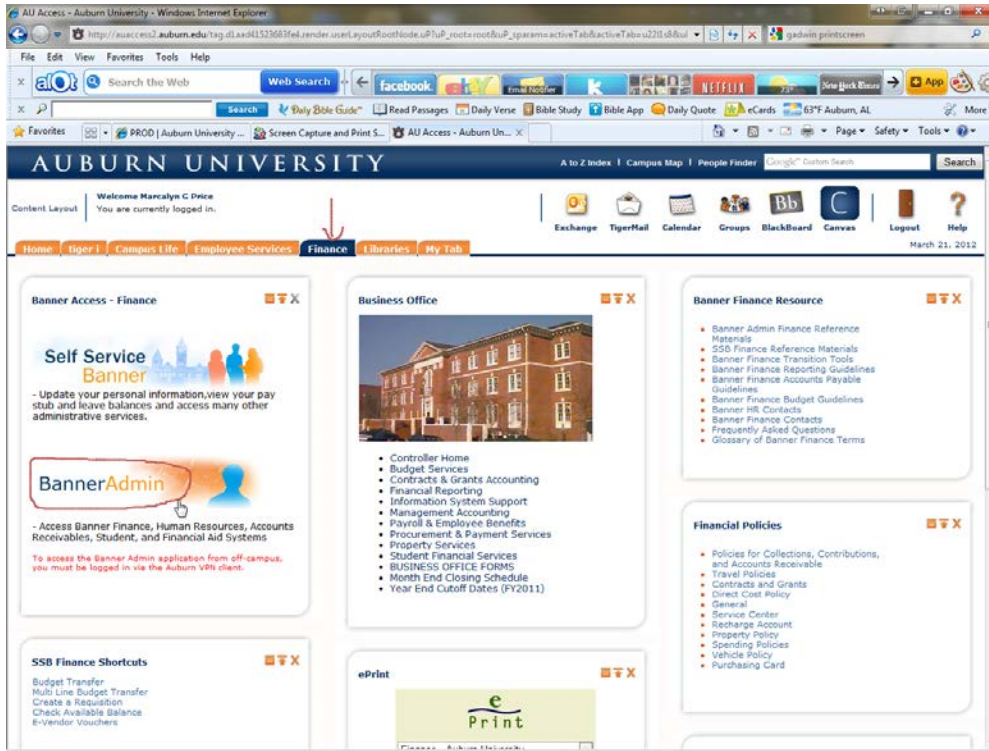 AU Access - Auburn University - Windows Internet Explorer
gadwin printscreen
File Edit View Favorites Tools Help
Search the Web
Web Search
facebook
ebay
Email Notifier
NETFLIX
73°
New York Times
App
Search
Daily Bible Guide™
Read Passages
Daily Verse
Bible Study
Bible App
Daily Quote
eCards
63°F Auburn, AL
More
Favorites
PROD | Auburn University ...
Screen Capture and Print S...
AU Access - Auburn Un...
Page
Safety
Tools
AUBURN UNIVERSITY
A to Z Index | Campus Map | People Finder
Google™ Custom Search
Search
Content Layout
Welcome Marcalyn C Price
You are currently logged in.
Exchange
TigerMail
Calendar
Groups
Bb
BlackBoard
C
Canvas
Logout
?
Help
Home
tiger i
Campus Life
Employee Services
Finance
Libraries
My Tab
March 21, 2012
Banner Access - Finance
Self Service
Banner
- Update your personal information,view your pay
stub and leave balances and access many other
administrative services.
BannerAdmin
- Access Banner Finance, Human Resources, Accounts
Receivables, Student, and Financial Aid Systems
To access the Banner Admin application from off-campus,
you must be logged in via the Auburn VPN client.
SSB Finance Shortcuts
Budget Transfer
Multi Line Budget Transfer
Create a Requisition
Check Available Balance
E-Vendor Vouchers
Business Office
Controller Home
Budget Services
Contracts & Grants Accounting
Financial Reporting
Information System Support
Management Accounting
Payroll & Employee Benefits
Procurement & Payment Services
Property Services
Student Financial Services
BUSINESS OFFICE FORMS
Month End Closing Schedule
Year End Cutoff Dates (FY2011)
ePrint
e
Print
Finance - Auburn University
Banner Finance Resource
Banner Admin Finance Reference
Materials
SSB Finance Reference Materials
Banner Finance Transition Tools
Banner Finance Reporting Guidelines
Banner Finance Accounts Payable
Guidelines
Banner Finance Budget Guidelines
Banner HR Contacts
Banner Finance Contacts
Frequently Asked Questions
Glossary of Banner Finance Terms
Financial Policies
Policies for Collections, Contributions,
and Accounts Receivable
Travel Policies
Contracts and Grants
Direct Cost Policy
General
Service Center
Recharge Account
Property Policy
Spending Policies
Vehicle Policy
Purchasing Card